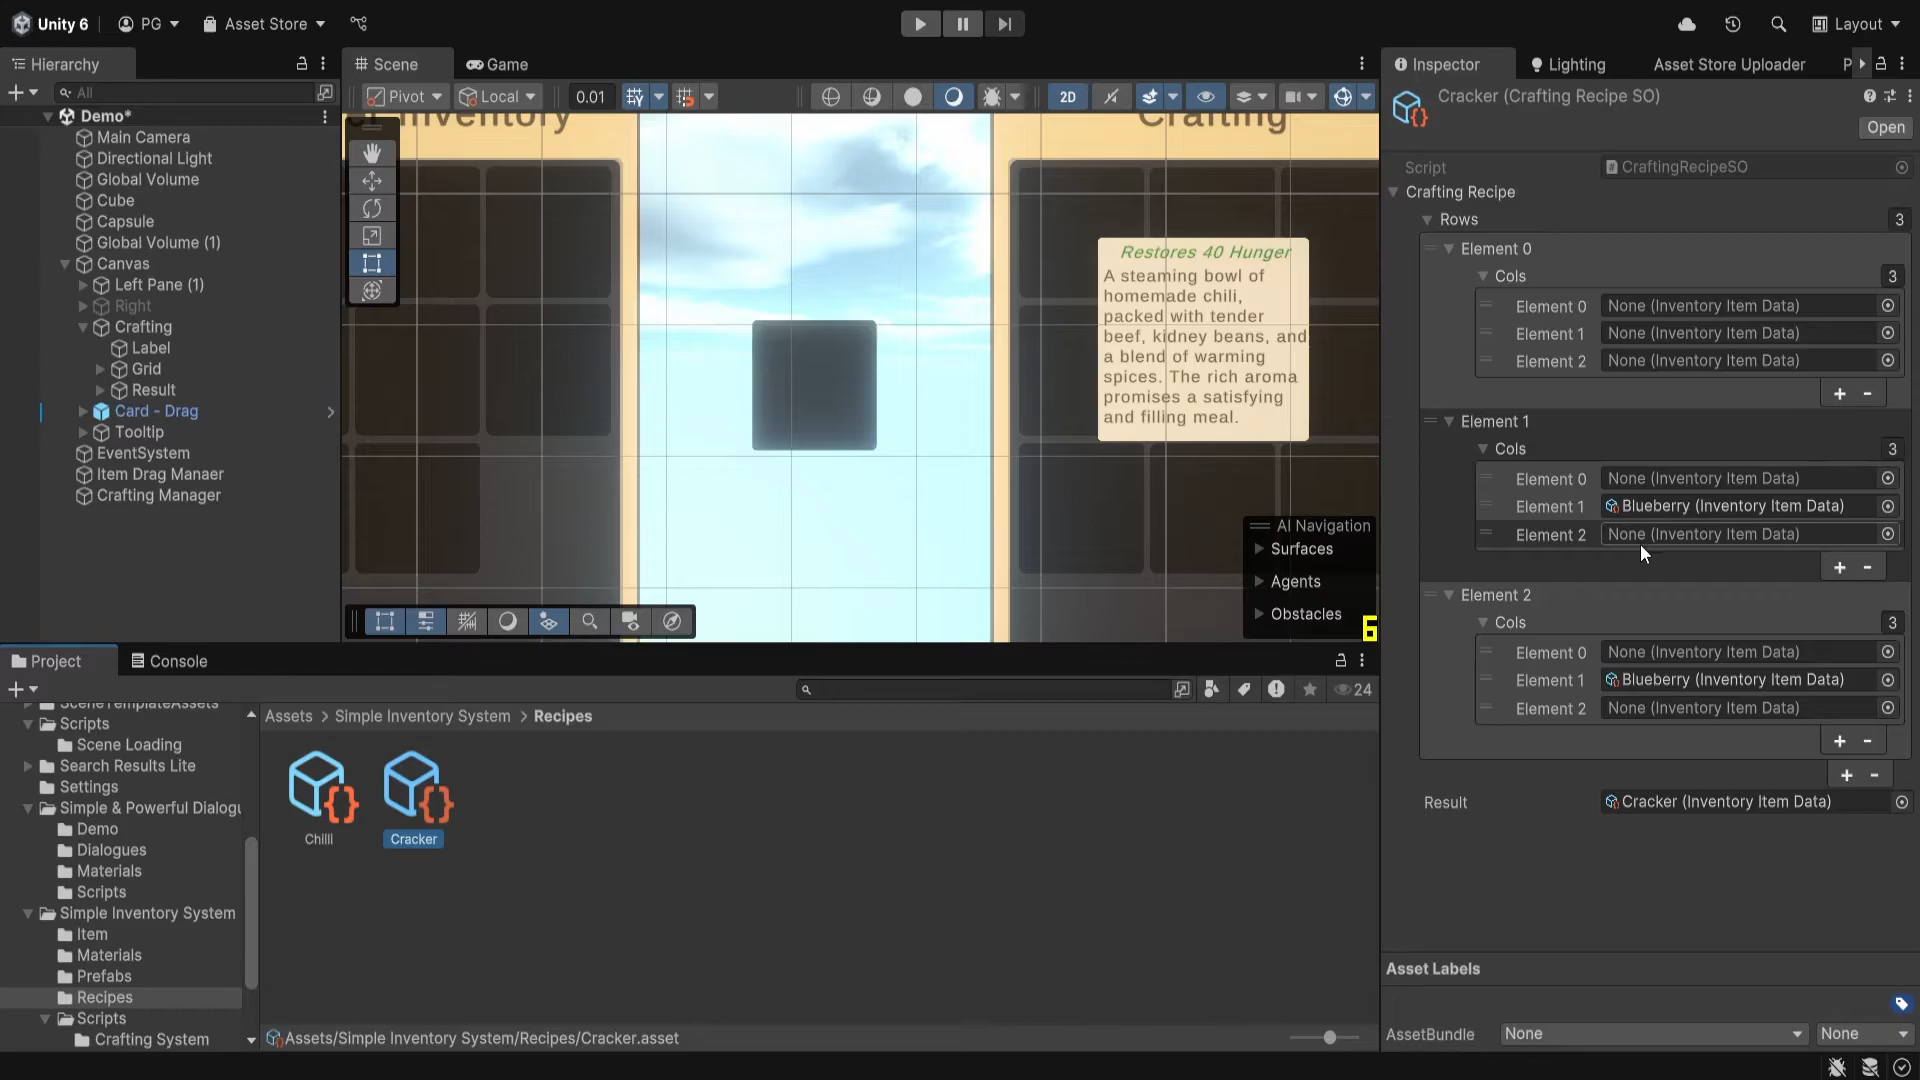 Unity 6
PG
Asset Store
Layout
Hierarchy
All
Demo*
Main Camera
Directional Light
Global Volume
Cube
Capsule
Global Volume (1)
Canvas
Left Pane (1)
Right
Crafting
Label
Grid
Result
Card - Drag
Tooltip
EventSystem
Item Drag Manaer
Crafting Manager
Scene
Game
Pivot
Local
0.01
2D
Inventory
Crafting
Restores 40 Hunger
A steaming bowl of
homemade chili,
packed with tender
beef, kidney beans, and
a blend of warming
spices. The rich aroma
promises a satisfying
and filling meal.
AI Navigation
Surfaces
Agents
Obstacles
6
Project
Console
24
SceneTemplateAssets
Scripts
Scene Loading
Search Results Lite
Settings
Simple & Powerful Dialogu
Demo
Dialogues
Materials
Scripts
Simple Inventory System
Item
Materials
Prefabs
Recipes
Scripts
Crafting System
Assets > Simple Inventory System > Recipes
Chilli
Cracker
Assets/Simple Inventory System/Recipes/Cracker.asset
Inspector
Lighting
Asset Store Uploader
P
Cracker (Crafting Recipe SO)
Open
Script
CraftingRecipeSO
Crafting Recipe
Rows 3
Element 0
Cols 3
Element 0 None (Inventory Item Data)
Element 1 None (Inventory Item Data)
Element 2 None (Inventory Item Data)
+ -
Element 1
Cols 3
Element 0 None (Inventory Item Data)
Element 1 Blueberry (Inventory Item Data)
Element 2 None (Inventory Item Data)
+ -
Element 2
Cols 3
Element 0 None (Inventory Item Data)
Element 1 Blueberry (Inventory Item Data)
Element 2 None (Inventory Item Data)
+ -
+ -
Result Cracker (Inventory Item Data)
Asset Labels
AssetBundle None None